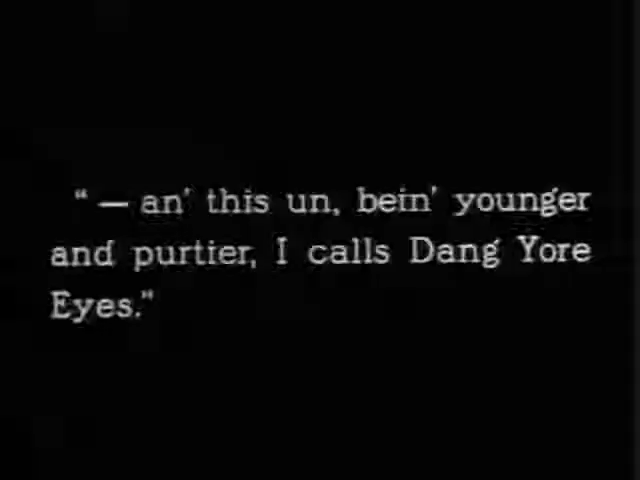 “ — an’ this un, bein’ younger
and purtier, I calls Dang Yore
Eyes.”